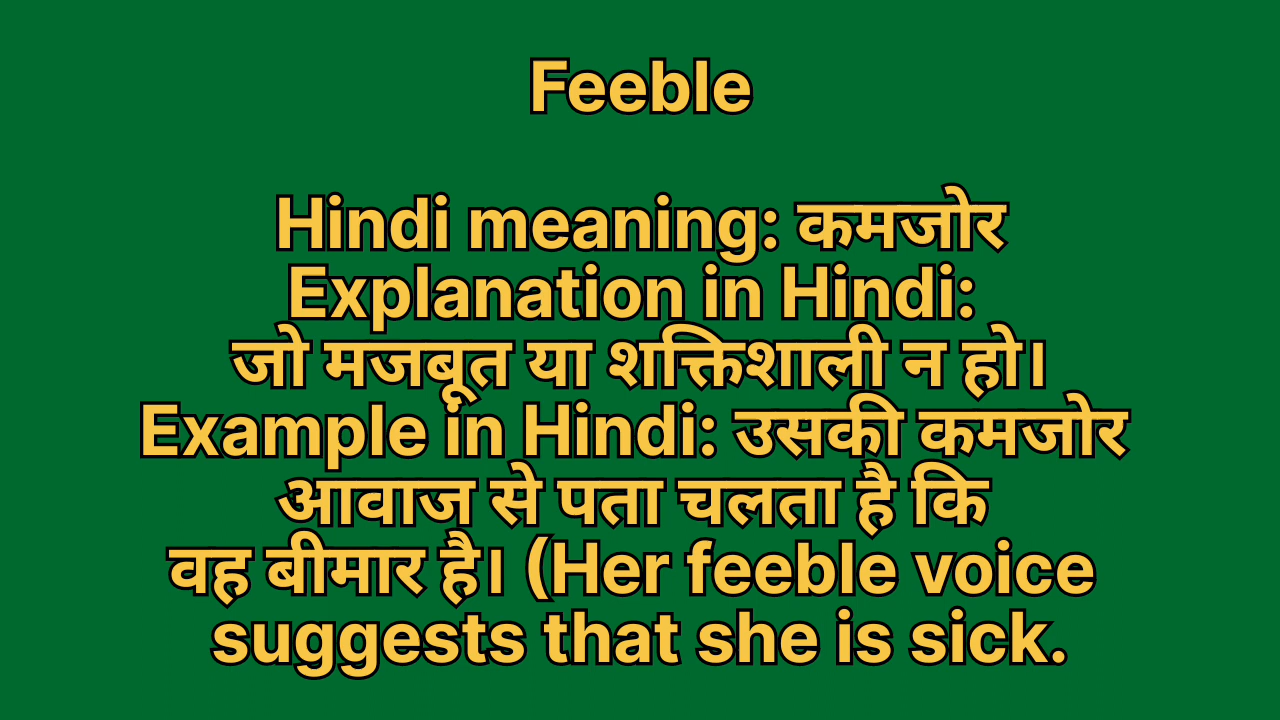 Feeble
Hindi meaning: कमजोर
Explanation in Hindi:
जो मजबूत या शक्तिशाली न हो।
Example in Hindi: उसकी कमजोर
आवाज से पता चलता है कि
वह बीमार है। (Her feeble voice
suggests that she is sick.